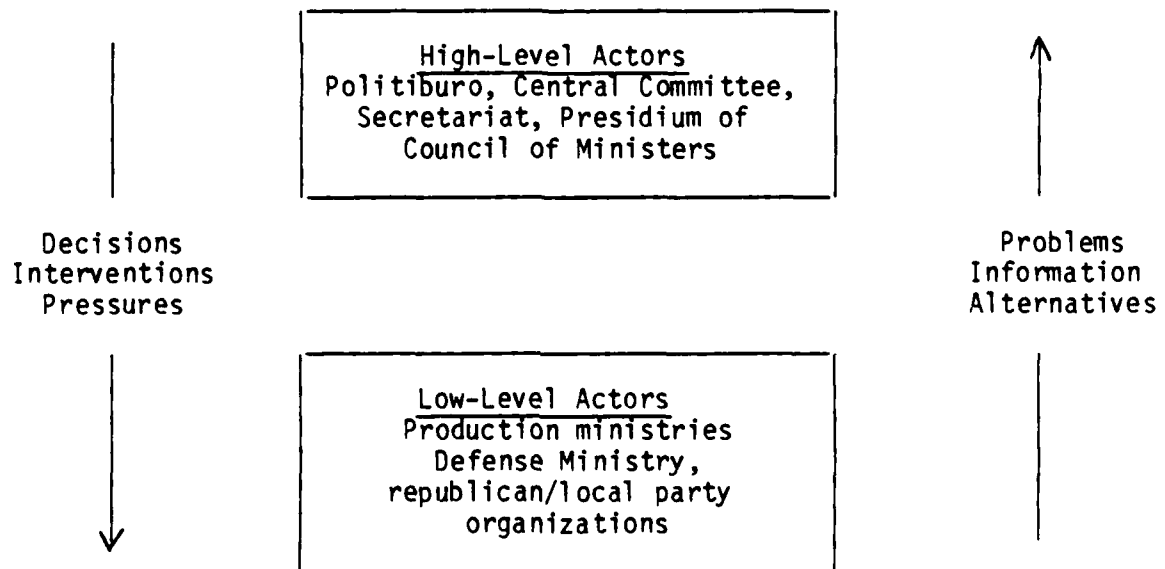 High-Level Actors
Politiburo, Central Committee,
Secretariat, Presidium of
Council of Ministers
Decisions
Interventions
Pressures
Problems
Information
Alternatives
Low-Level Actors
Production ministries
Defense Ministry,
republican/local party
organizations